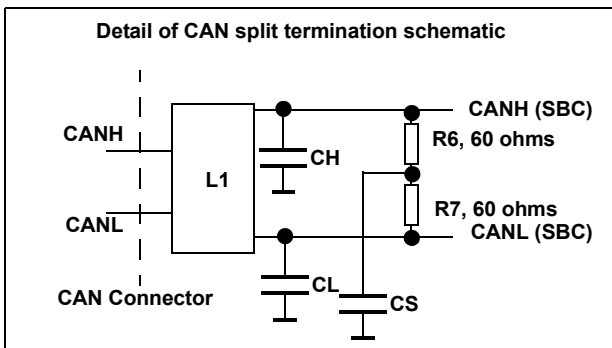 Detail of CAN split termination schematic
CANH (SBC)
CANH
R6, 60 ohms
CH
L1
R7, 60 ohms
CANL
CANL (SBC)
CL
CAN Connector
CS